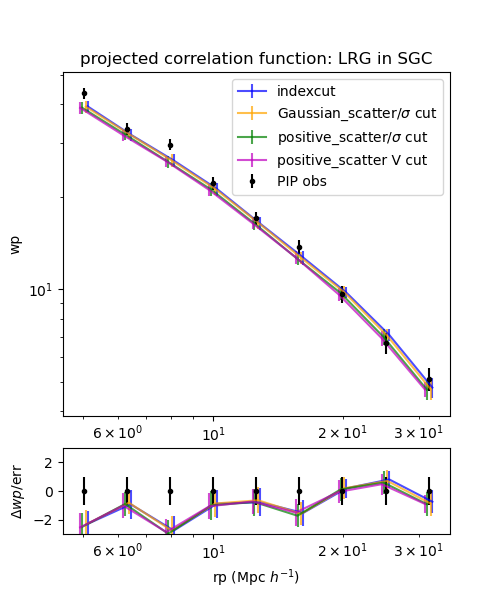 projected correlation function: LRG in SGC
indexcut
Gaussian_scatter/σ cut
positive_scatter/σ cut
positive_scatter V cut
PIP obs
wp
10¹
6 × 10⁰
10¹
2 × 10¹
3 × 10¹
Δwp/err
2
0
−2
6 × 10⁰
10¹
2 × 10¹
3 × 10¹
rp (Mpc h⁻¹)